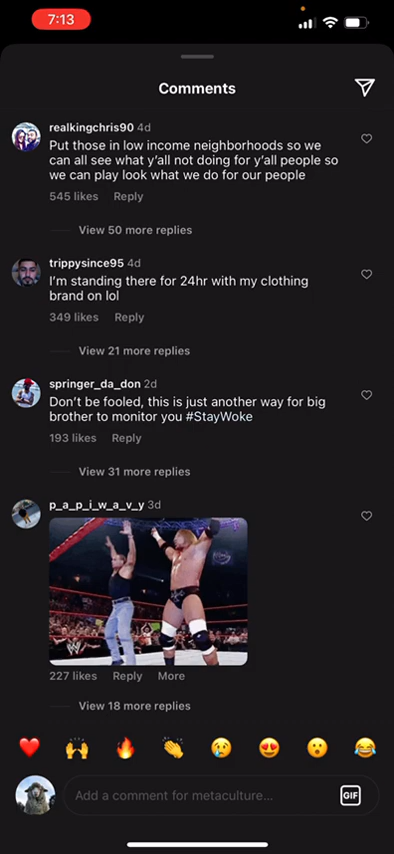 7:13
Comments
realkingchris90 4d
Put those in low income neighborhoods so we
can all see what y’all not doing for y’all people so
we can play look what we do for our people
545 likes Reply
View 50 more replies
trippysince95 4d
I’m standing there for 24hr with my clothing
brand on lol
349 likes Reply
View 21 more replies
springer_da_don 2d
Don’t be fooled, this is just another way for big
brother to monitor you #StayWoke
193 likes Reply
View 31 more replies
p_a_p_i_w_a_v_y 3d
227 likes Reply More
View 18 more replies
Add a comment for metaculture...
GIF